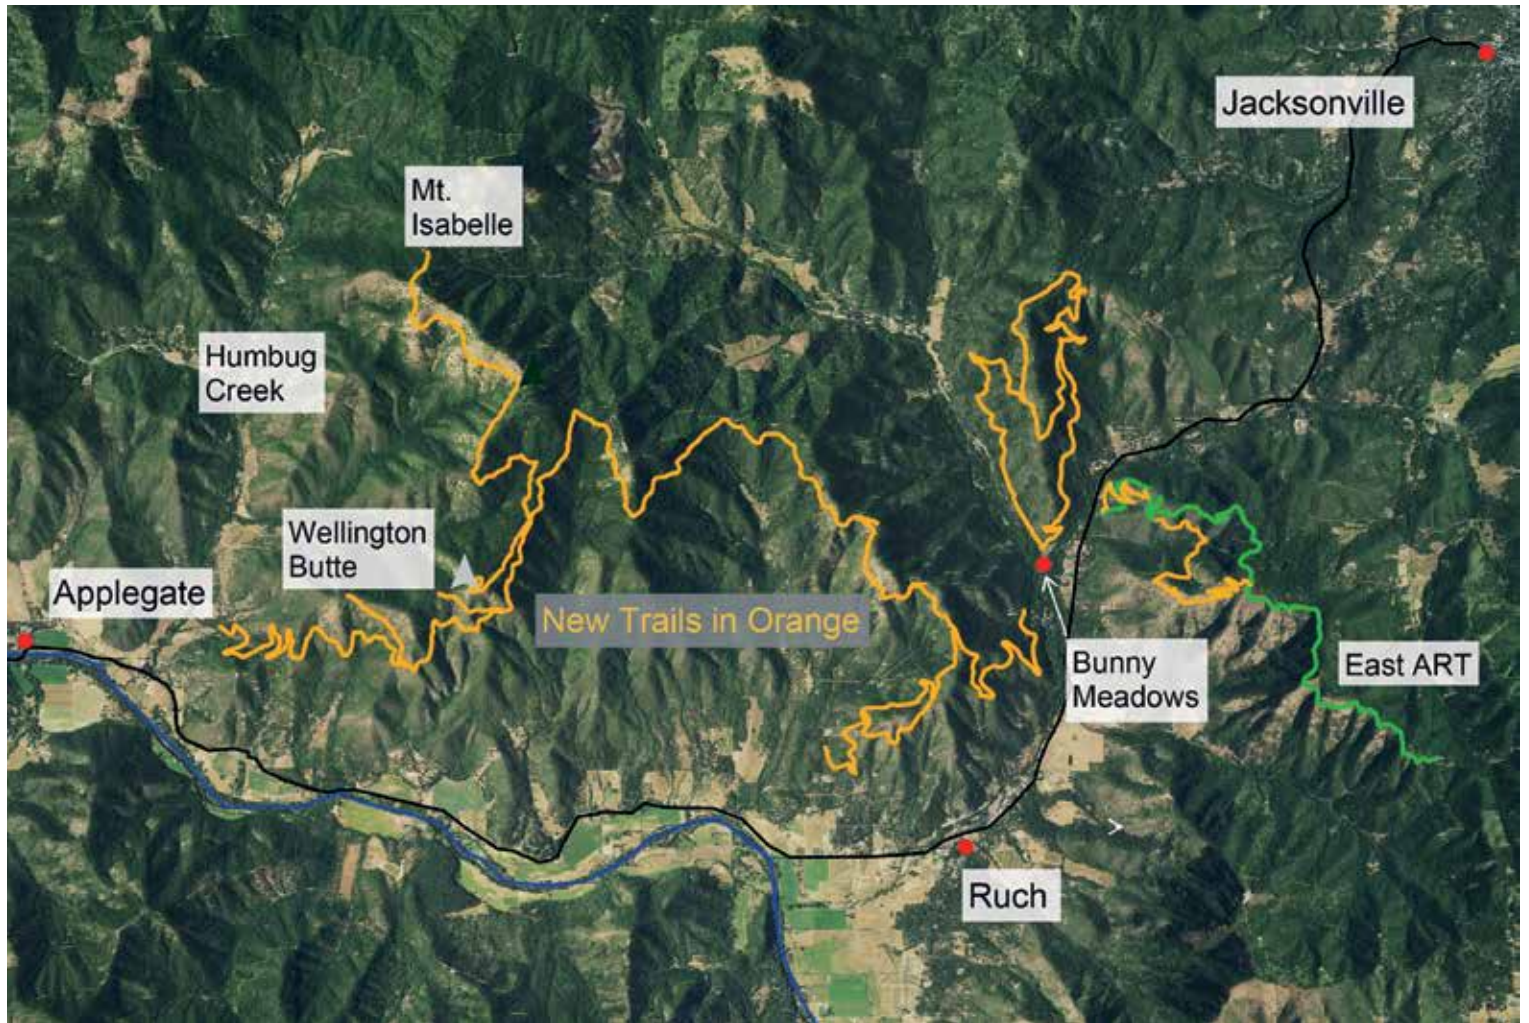 Jacksonville
Mt.
Isabelle
Humbug
Creek
Wellington
Butte
Applegate
New Trails in Orange
Bunny
Meadows
East ART
Ruch